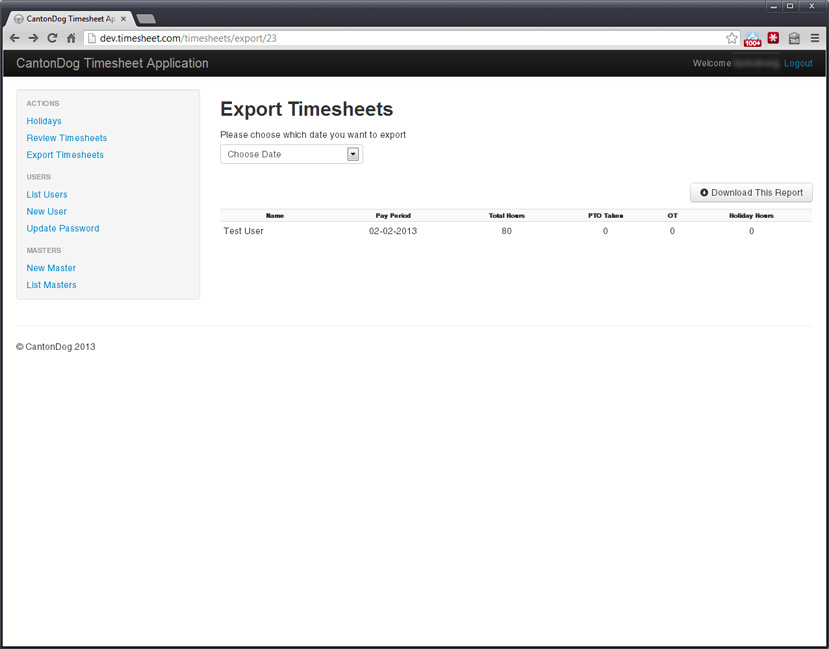 CantonDog Timesheet Ap
dev.timesheet.com/timesheets/export/23
100+
CantonDog Timesheet Application
Welcome
Logout
ACTIONS
Holidays
Review Timesheets
Export Timesheets
USERS
List Users
New User
Update Password
MASTERS
New Master
List Masters
Export Timesheets
Please choose which date you want to export
Choose Date
Download This Report
Name Pay Period Total Hours PTO Taken OT Holiday Hours
Test User 02-02-2013 80 0 0 0
© CantonDog 2013